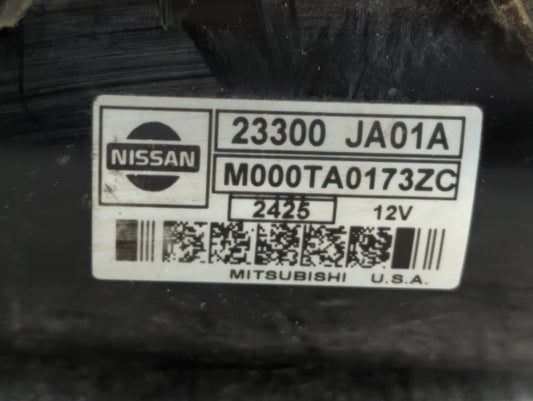 NISSAN
23300 JA01A
M000TA0173ZC
2425 12V
MITSUBISHI U.S.A.